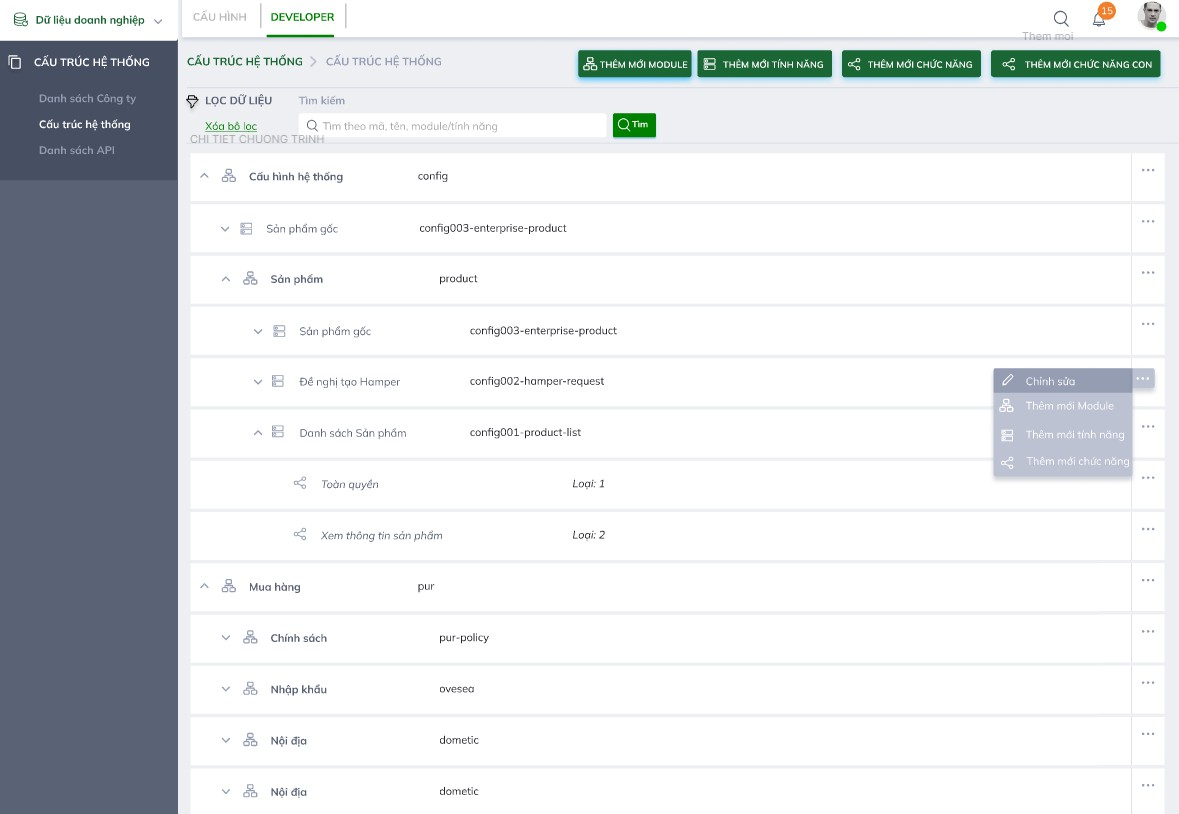 Dữ liệu doanh nghiệp
CẤU HÌNH
DEVELOPER
15
Them moi
CẤU TRÚC HỆ THỐNG
Danh sách Công ty
Cấu trúc hệ thống
Danh sách API
CẤU TRÚC HỆ THỐNG > CẤU TRÚC HỆ THỐNG
THÊM MỚI MODULE
THÊM MỚI TÍNH NĂNG
THÊM MỚI CHỨC NĂNG
THÊM MỚI CHỨC NĂNG CON
LỌC DỮ LIỆU
Tìm kiếm
Xóa bộ lọc
Tìm theo mã, tên, module/tính năng
Tìm
CHI TIẾT CHƯƠNG TRÌNH
Cấu hình hệ thống config
Sản phẩm gốc config003-enterprise-product
Sản phẩm product
Sản phẩm gốc config003-enterprise-product
Đề nghị tạo Hamper config002-hamper-request
Chỉnh sửa
Thêm mới Module
Thêm mới tính năng
Thêm mới chức năng
Danh sách Sản phẩm config001-product-list
Toàn quyền Loại: 1
Xem thông tin sản phẩm Loại: 2
Mua hàng pur
Chính sách pur-policy
Nhập khẩu ovesea
Nội địa dometic
Nội địa dometic